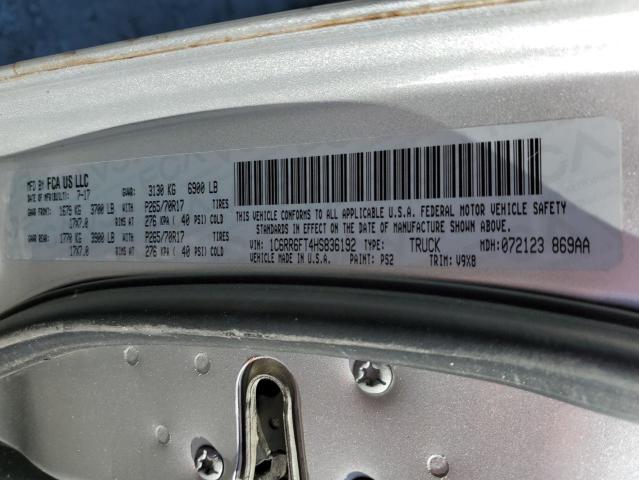 MFD BY FCA US LLC
DATE OF MFR(BUILT): 7-17 GVWR: 3130 KG 6900 LB
GAWR FRONT: 1679 KG 3700 LB P265/70R17 TIRES
17X7.0 RIMS AT 276 KPA ( 40 PSI) COLD
GAWR REAR: 1770 KG 3900 LB P265/70R17 TIRES
17X7.0 RIMS AT 276 KPA ( 40 PSI) COLD
THIS VEHICLE CONFORMS TO ALL APPLICABLE U.S.A. FEDERAL MOTOR VEHICLE SAFETY
STANDARDS IN EFFECT ON THE DATE OF MANUFACTURE SHOWN ABOVE.
VIN: 1C6RR6FT4HS836192 TYPE: TRUCK MDH: 072123 869AA
VEHICLE MADE IN U.S.A. PAINT: PS2 TRIM: V9X8